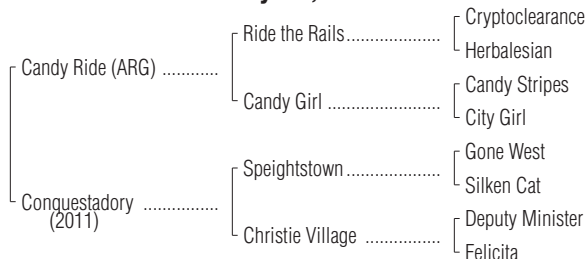 Cryptoclearance
Ride the Rails....................
Herbalesian
Candy Ride (ARG) ............
Candy Stripes
Candy Girl ........................
City Girl
Gone West
Speightstown....................
Silken Cat
Conquestadory ................
(2011)
Deputy Minister
Christie Village ................
Felicita